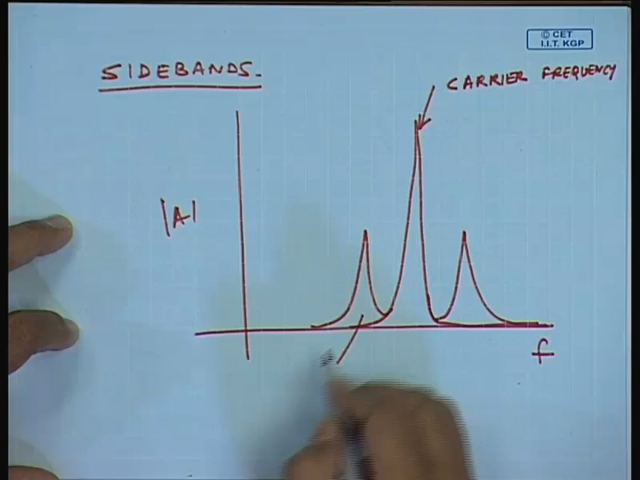 © CET
I.I.T. KGP
SIDEBANDS.
CARRIER FREQUENCY
|A|
f